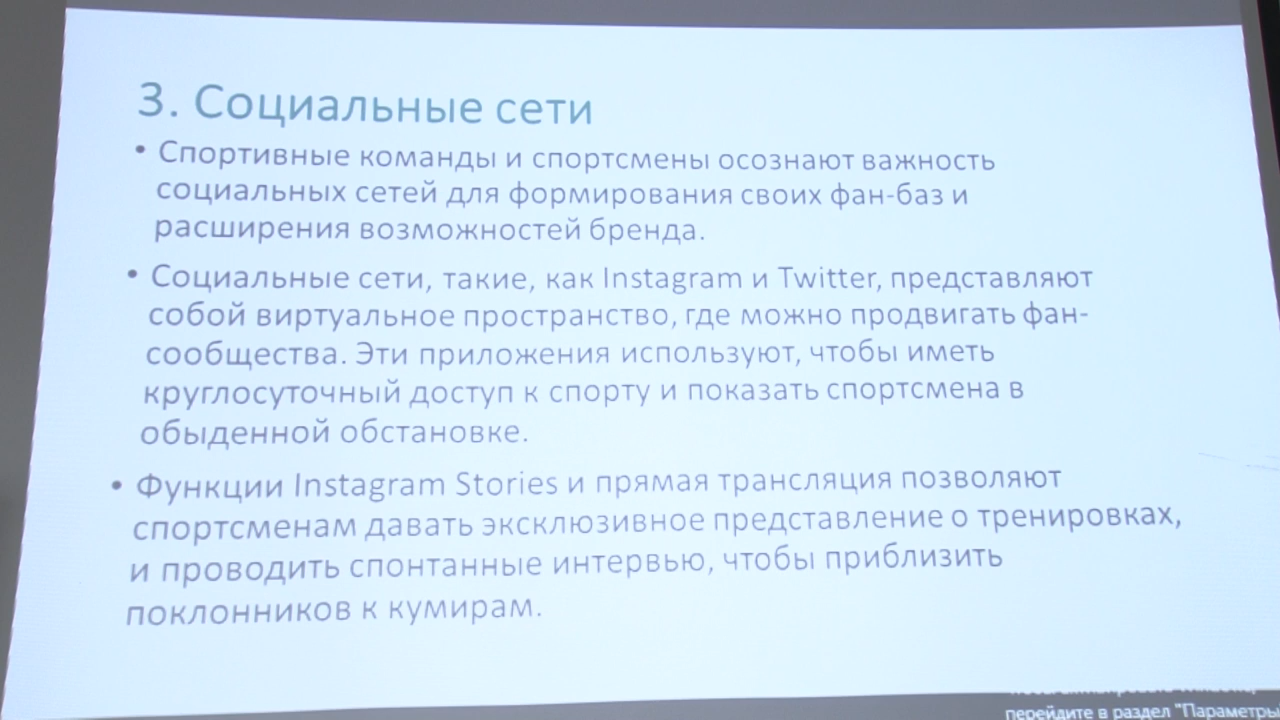 3. Социальные сети
• Спортивные команды и спортсмены осознают важность
социальных сетей для формирования своих фан-баз и
расширения возможностей бренда.
• Социальные сети, такие, как Instagram и Twitter, представляют
собой виртуальное пространство, где можно продвигать фан-
сообщества. Эти приложения используют, чтобы иметь
круглосуточный доступ к спорту и показать спортсмена в
обыденной обстановке.
• Функции Instagram Stories и прямая трансляция позволяют
спортсменам давать эксклюзивное представление о тренировках,
и проводить спонтанные интервью, чтобы приблизить
поклонников к кумирам.
перейдите в раздел "Параметры